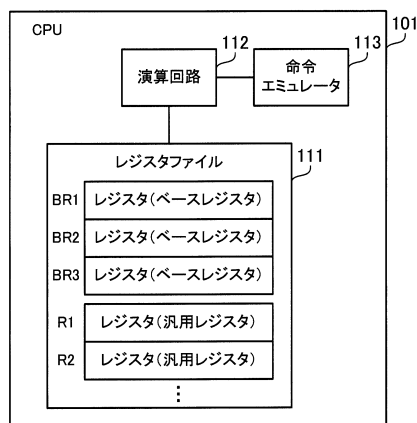 CPU
101
112
113
演算回路
命令
エミュレータ
111
レジスタファイル
BR1 レジスタ(ベースレジスタ)
BR2 レジスタ(ベースレジスタ)
BR3 レジスタ(ベースレジスタ)
R1 レジスタ(汎用レジスタ)
R2 レジスタ(汎用レジスタ)
⋮